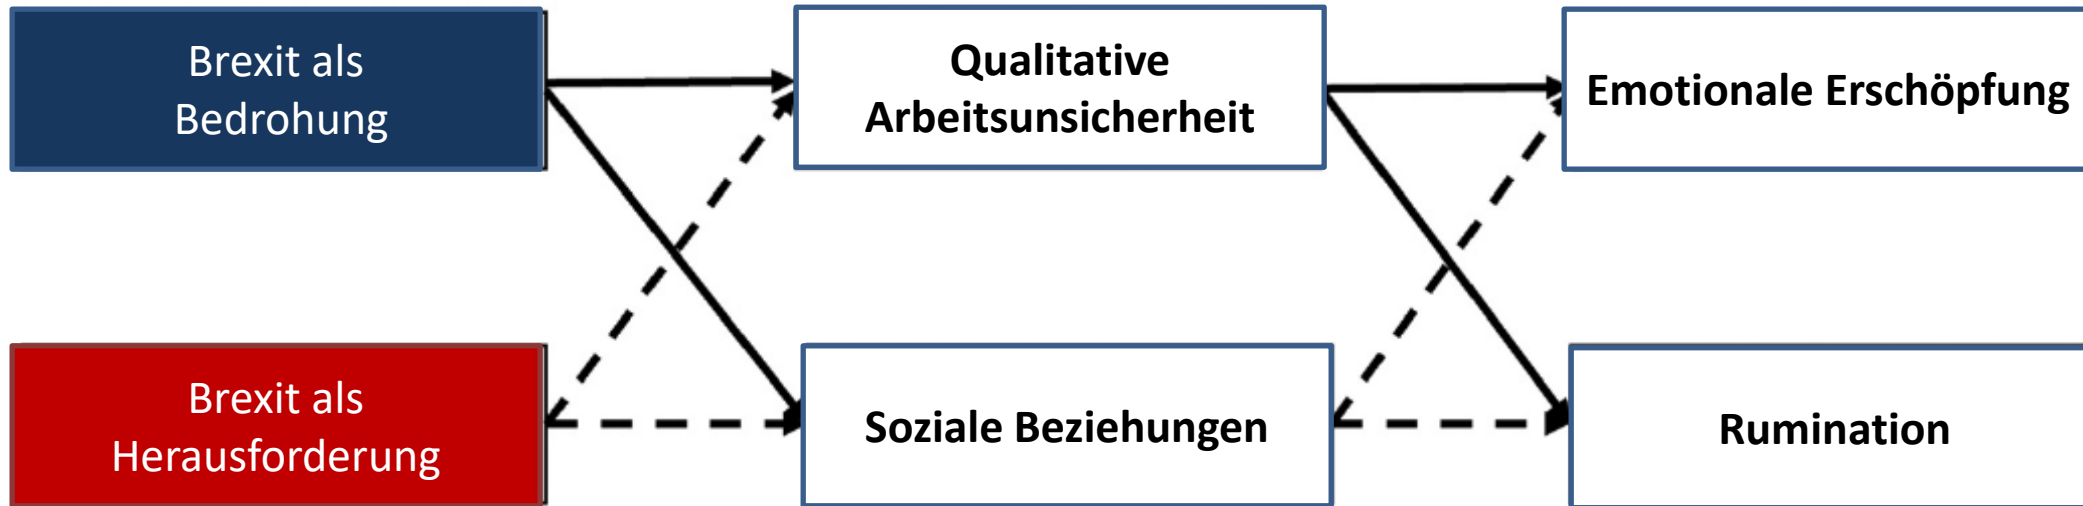 Brexit als
Bedrohung
Qualitative
Arbeitsunsicherheit
Emotionale Erschöpfung
Brexit als
Herausforderung
Soziale Beziehungen
Rumination